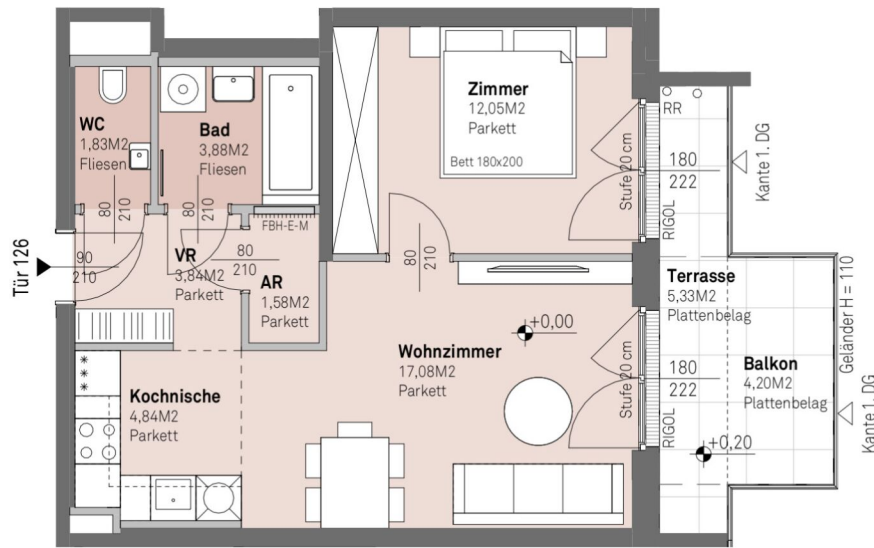 WC
1,83M2
Fliesen
Bad
3,88M2
Fliesen
Zimmer
12,05M2
Parkett
Bett 180x200
Stufe 20 cm
RR
180
222
RIGOL
Kante 1. DG
80
210
80
210
FBH-E-M
Tür 126
90
210
VR
3,84M2
Parkett
80
210
AR
1,58M2
Parkett
80
210
Terrasse
5,33M2
Plattenbelag
Geländer H = 110
+0,00
Wohnzimmer
17,08M2
Parkett
Stufe 20 cm
180
222
RIGOL
Balkon
4,20M2
Plattenbelag
Kante 1. DG
Kochnische
4,84M2
Parkett
+0,20